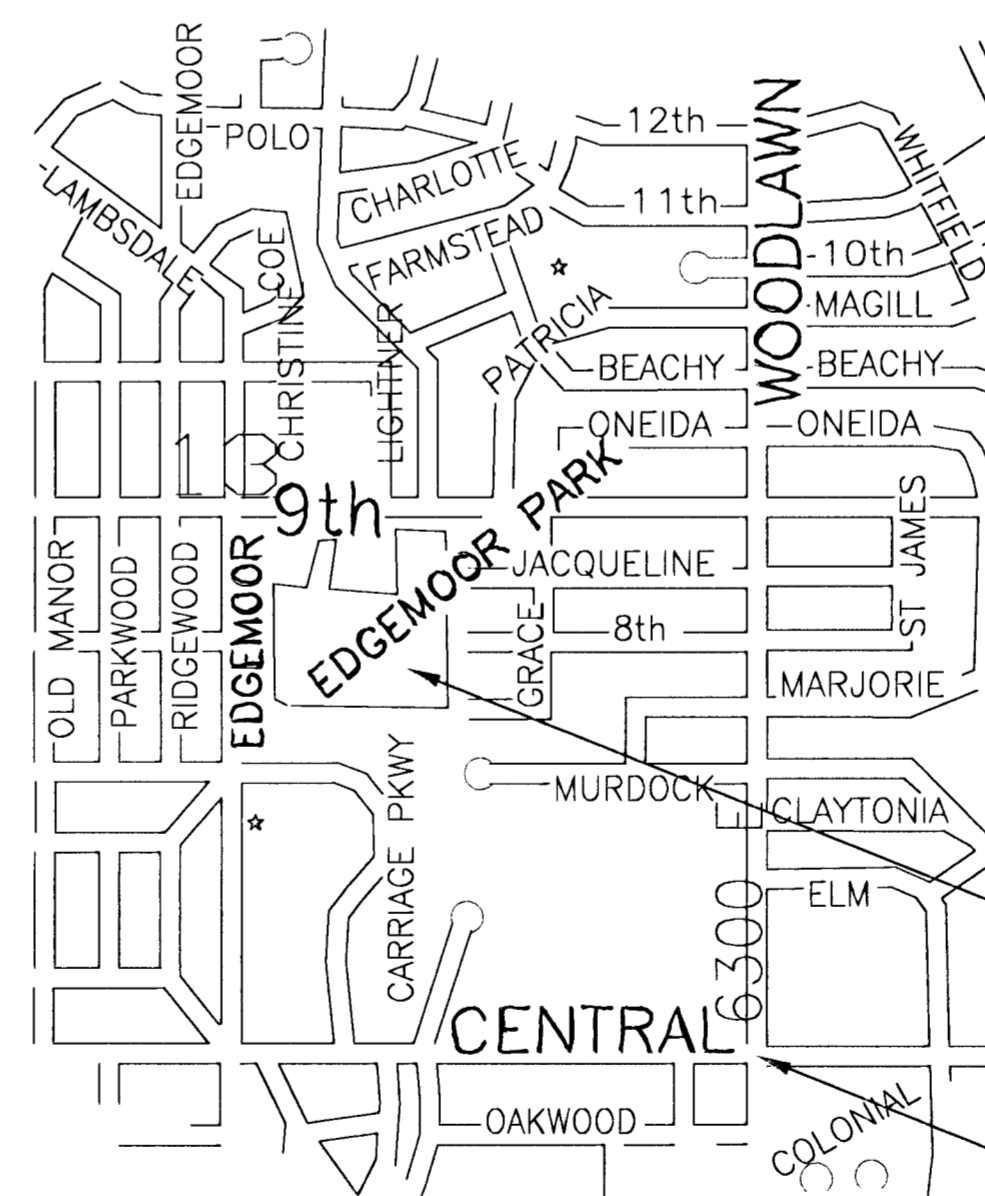 EDGEMOOR
POLO
12th
WOODLAWN
WHITFIELD
LAMBSDALE
CHARLOTTE
11th
COE
FARMSTEAD
10th
CHRISTINE
LIGHTNER
PATRICIA
MAGILL
BEACHY
BEACHY
ONEIDA
ONEIDA
18
9th
EDGEMOOR PARK
ST JAMES
OLD MANOR
PARKWOOD
RIDGEWOOD
EDGEMOOR
JACQUELINE
GRACE
8th
MARJORIE
CARRIAGE PKWY
MURDOCK
CLAYTONIA
6300 E
ELM
CENTRAL
OAKWOOD
COLONIAL